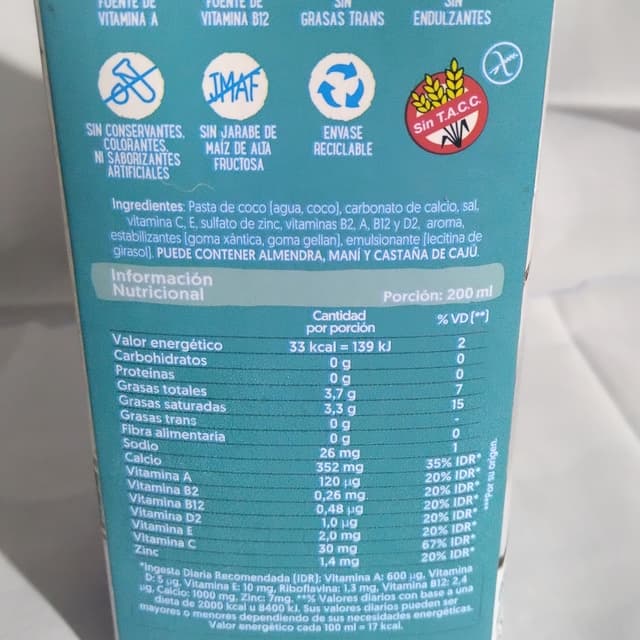 FUENTE DE VITAMINA A
FUENTE DE VITAMINA B12
SIN GRASAS TRANS
SIN ENDULZANTES
JMAF
Sin T.A.C.C.
SIN CONSERVANTES,
COLORANTES,
NI SABORIZANTES
ARTIFICIALES
SIN JARABE DE
MAÍZ DE ALTA
FRUCTOSA
ENVASE
RECICLABLE
Ingredientes: Pasta de coco (agua, coco), carbonato de calcio, sal,
vitamina C, E, sulfato de zinc, vitaminas B2, A, B12 y D2, aroma,
estabilizantes (goma xántica, goma gellan), emulsionante (lecitina de
girasol). PUEDE CONTENER ALMENDRA, MANÍ Y CASTAÑA DE CAJÚ.
Información
Nutricional
Porción: 200 ml
Cantidad
por porción
% VD (**)
Valor energético 33 kcal = 139 kJ 2
Carbohidratos 0 g 0
Proteinas 0 g 0
Grasas totales 3,7 g 7
Grasas saturadas 3,3 g 15
Grasas trans 0 g -
Fibra alimentaria 0 g 0
Sodio 26 mg 1
Calcio 352 mg 35% IDR*
Vitamina A 120 µg 20% IDR*
Vitamina B2 0,26 mg 20% IDR*
Vitamina B12 0,48 µg 20% IDR*
Vitamina D2 1,0 µg 20% IDR*
Vitamina E 2,0 mg 20% IDR*
Vitamina C 30 mg 67% IDR*
Zinc 1,4 mg 20% IDR*
***Por su origen.
*Ingesta Diaria Recomendada (IDR): Vitamina A: 600 µg, Vitamina
D: 5 µg, Vitamina E: 10 mg, Riboflavina: 1,3 mg, Vitamina B12: 2,4
µg, Calcio: 1000 mg, Zinc: 7mg. **% Valores diarios con base a una
dieta de 2000 kcal u 8400 kJ. Sus valores diarios pueden ser
mayores o menores dependiendo de sus necesidades energéticas.
Valor energético cada 100 ml = 17 kcal.